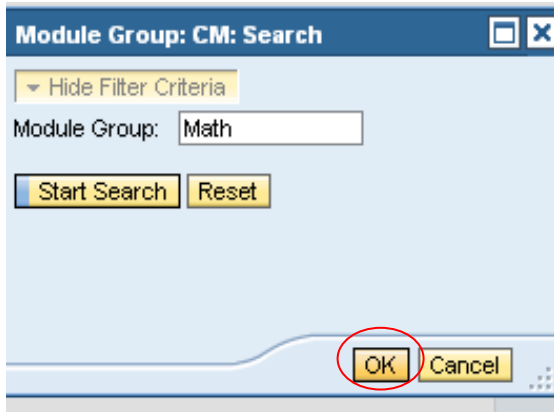 Module Group: CM: Search
Hide Filter Criteria
Module Group: Math
Start Search Reset
OK Cancel